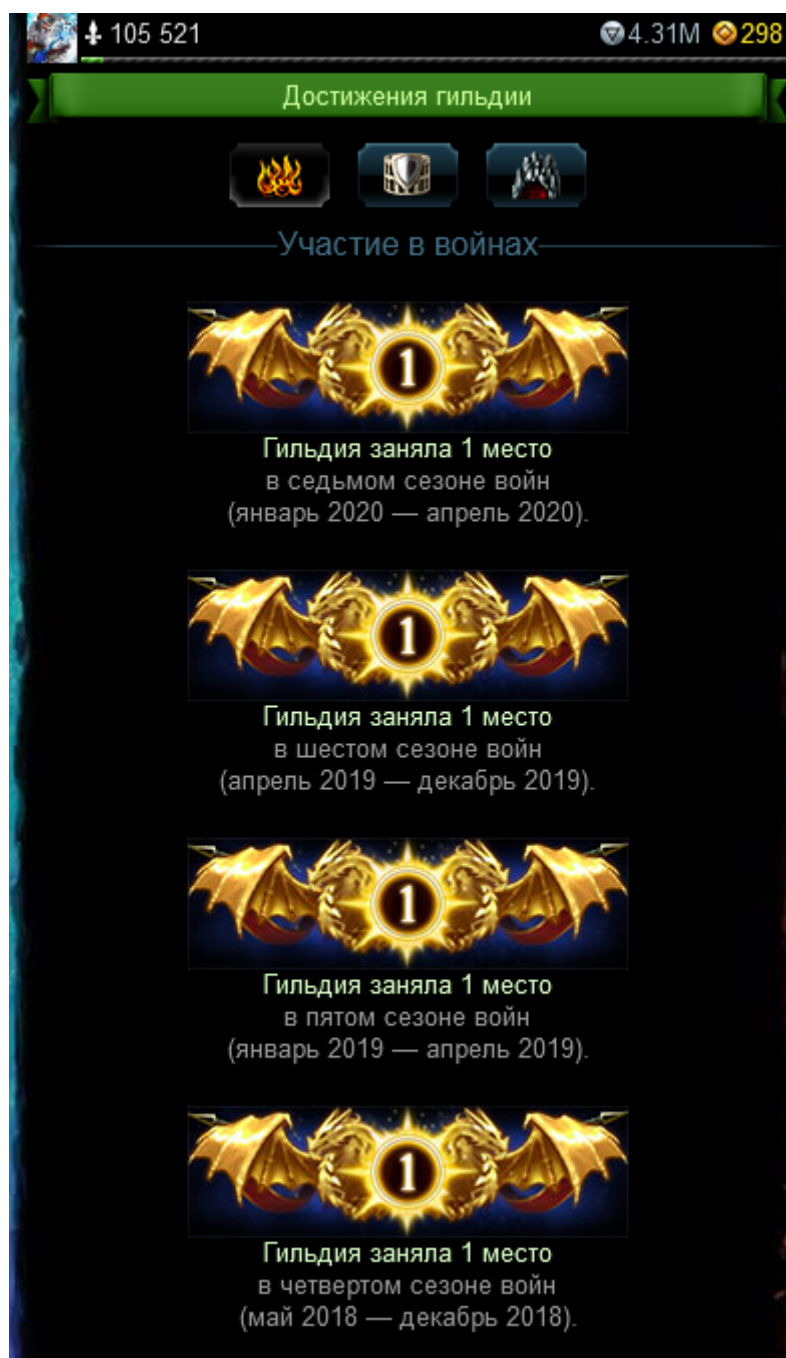 105 521 4.31M 298
Достижения гильдии
Участие в войнах
1
Гильдия заняла 1 место
в седьмом сезоне войн
(январь 2020 — апрель 2020).
1
Гильдия заняла 1 место
в шестом сезоне войн
(апрель 2019 — декабрь 2019).
1
Гильдия заняла 1 место
в пятом сезоне войн
(январь 2019 — апрель 2019).
1
Гильдия заняла 1 место
в четвертом сезоне войн
(май 2018 — декабрь 2018).